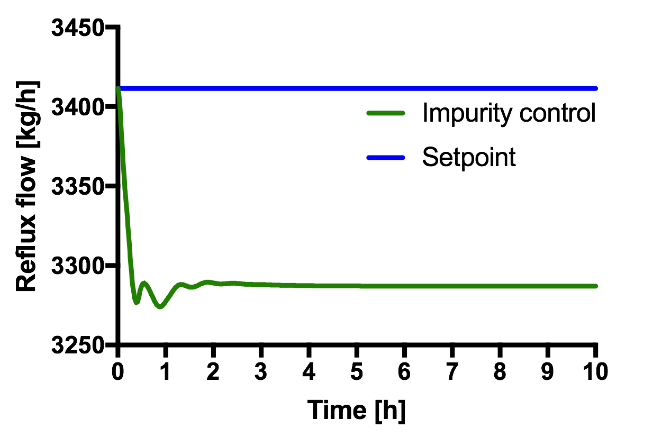 3450
3400
3350
3300
3250
Reflux flow [kg/h]
Impurity control
Setpoint
0 1 2 3 4 5 6 7 8 9 10
Time [h]